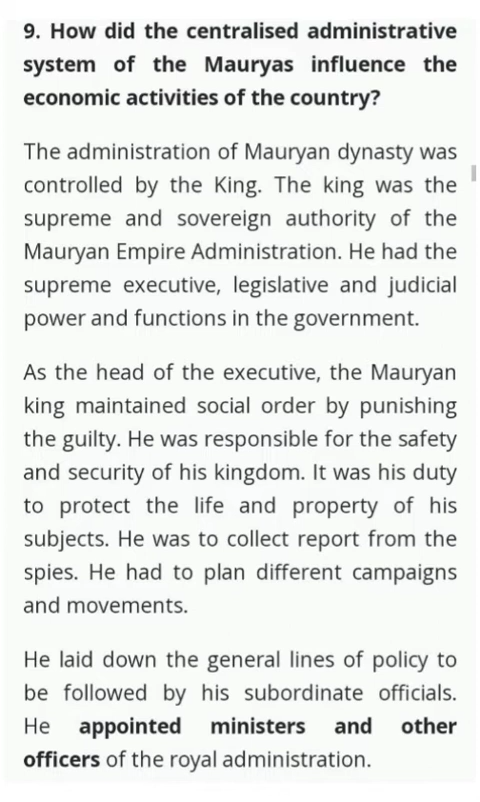 9. How did the centralised administrative
system of the Mauryas influence the
economic activities of the country?
The administration of Mauryan dynasty was
controlled by the King. The king was the
supreme and sovereign authority of the
Mauryan Empire Administration. He had the
supreme executive, legislative and judicial
power and functions in the government.
As the head of the executive, the Mauryan
king maintained social order by punishing
the guilty. He was responsible for the safety
and security of his kingdom. It was his duty
to protect the life and property of his
subjects. He was to collect report from the
spies. He had to plan different campaigns
and movements.
He laid down the general lines of policy to
be followed by his subordinate officials.
He appointed ministers and other
officers of the royal administration.